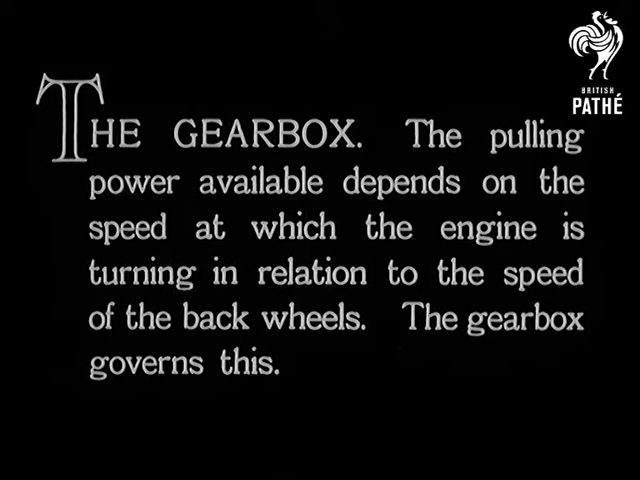 BRITISH
PATHÉ
THE GEARBOX. The pulling
power available depends on the
speed at which the engine is
turning in relation to the speed
of the back wheels. The gearbox
governs this.